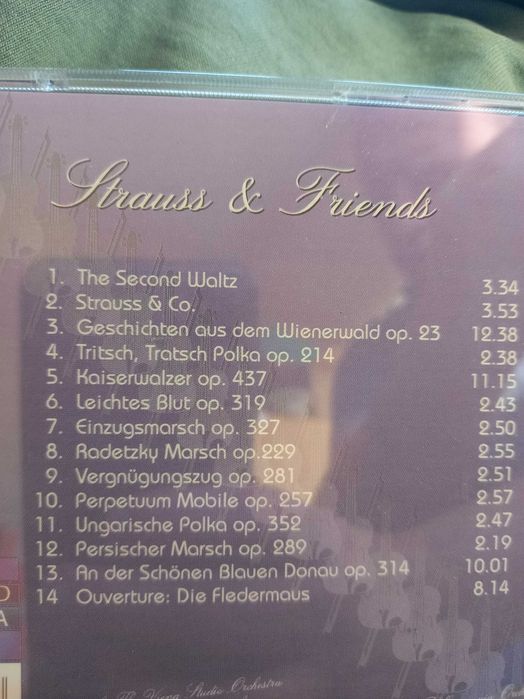 Strauss & Friends
1. The Second Waltz 3.34
2. Strauss & Co. 3.53
3. Geschichten aus dem Wienerwald op. 23 12.38
4. Tritsch, Tratsch Polka op. 214 2.38
5. Kaiserwalzer op. 437 11.15
6. Leichtes Blut op. 319 2.43
7. Einzugsmarsch op. 327 2.50
8. Radetzky Marsch op.229 2.55
9. Vergnügungszug op. 281 2.51
10. Perpetuum Mobile op. 257 2.57
11. Ungarische Polka op. 352 2.47
12. Persischer Marsch op. 289 2.19
13. An der Schönen Blauen Donau op. 314 10.01
14 Ouverture: Die Fledermaus 8.14
Studio Orchestra